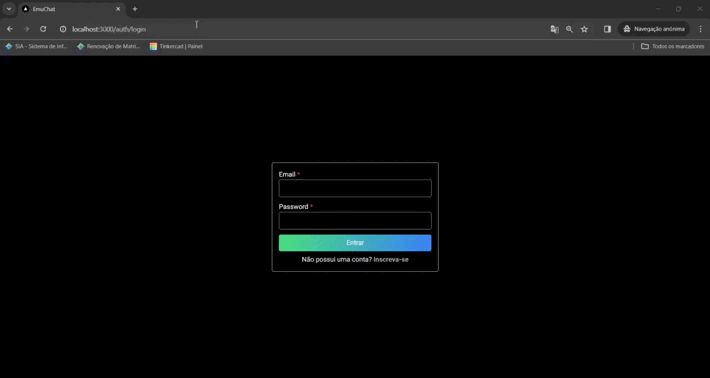 EmuChat
localhost:3000/auth/login
Navegação anônima
SIA - Sistema de Inf...
Renovação de Matrí...
Tinkercad | Painel
Todos os marcadores
Email *
Password *
Entrar
Não possui uma conta? Inscreva-se